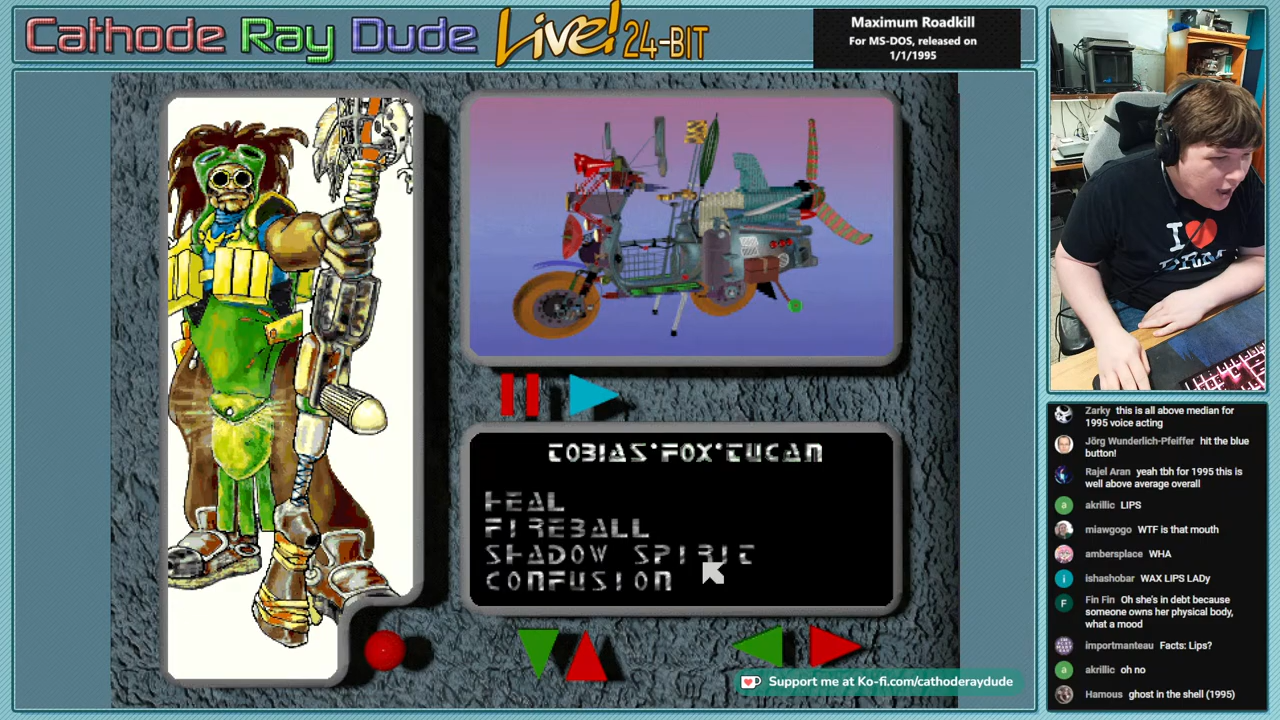 Cathode Ray Dude Live! 24-BIT
Maximum Roadkill
For MS-DOS, released on
1/1/1995
TOBIAS·FOX·TUCAN
HEAL
FIREBALL
SHADOW SPIRIT
CONFUSION
Support me at Ko-fi.com/cathoderaydude
I ♥
DRM
Zarky this is all above median for
1995 voice acting
Jörg Wunderlich-Pfeiffer hit the blue
button!
Rajel Aran yeah tbh for 1995 this is
well above average overall
akrillic LIPS
miawgogo WTF is that mouth
ambersplace WHA
ishashobar WAX LIPS LADy
Fin Fin Oh she's in debt because
someone owns her physical body,
what a mood
importmanteau Facts: Lips?
akrillic oh no
Hamous ghost in the shell (1995)